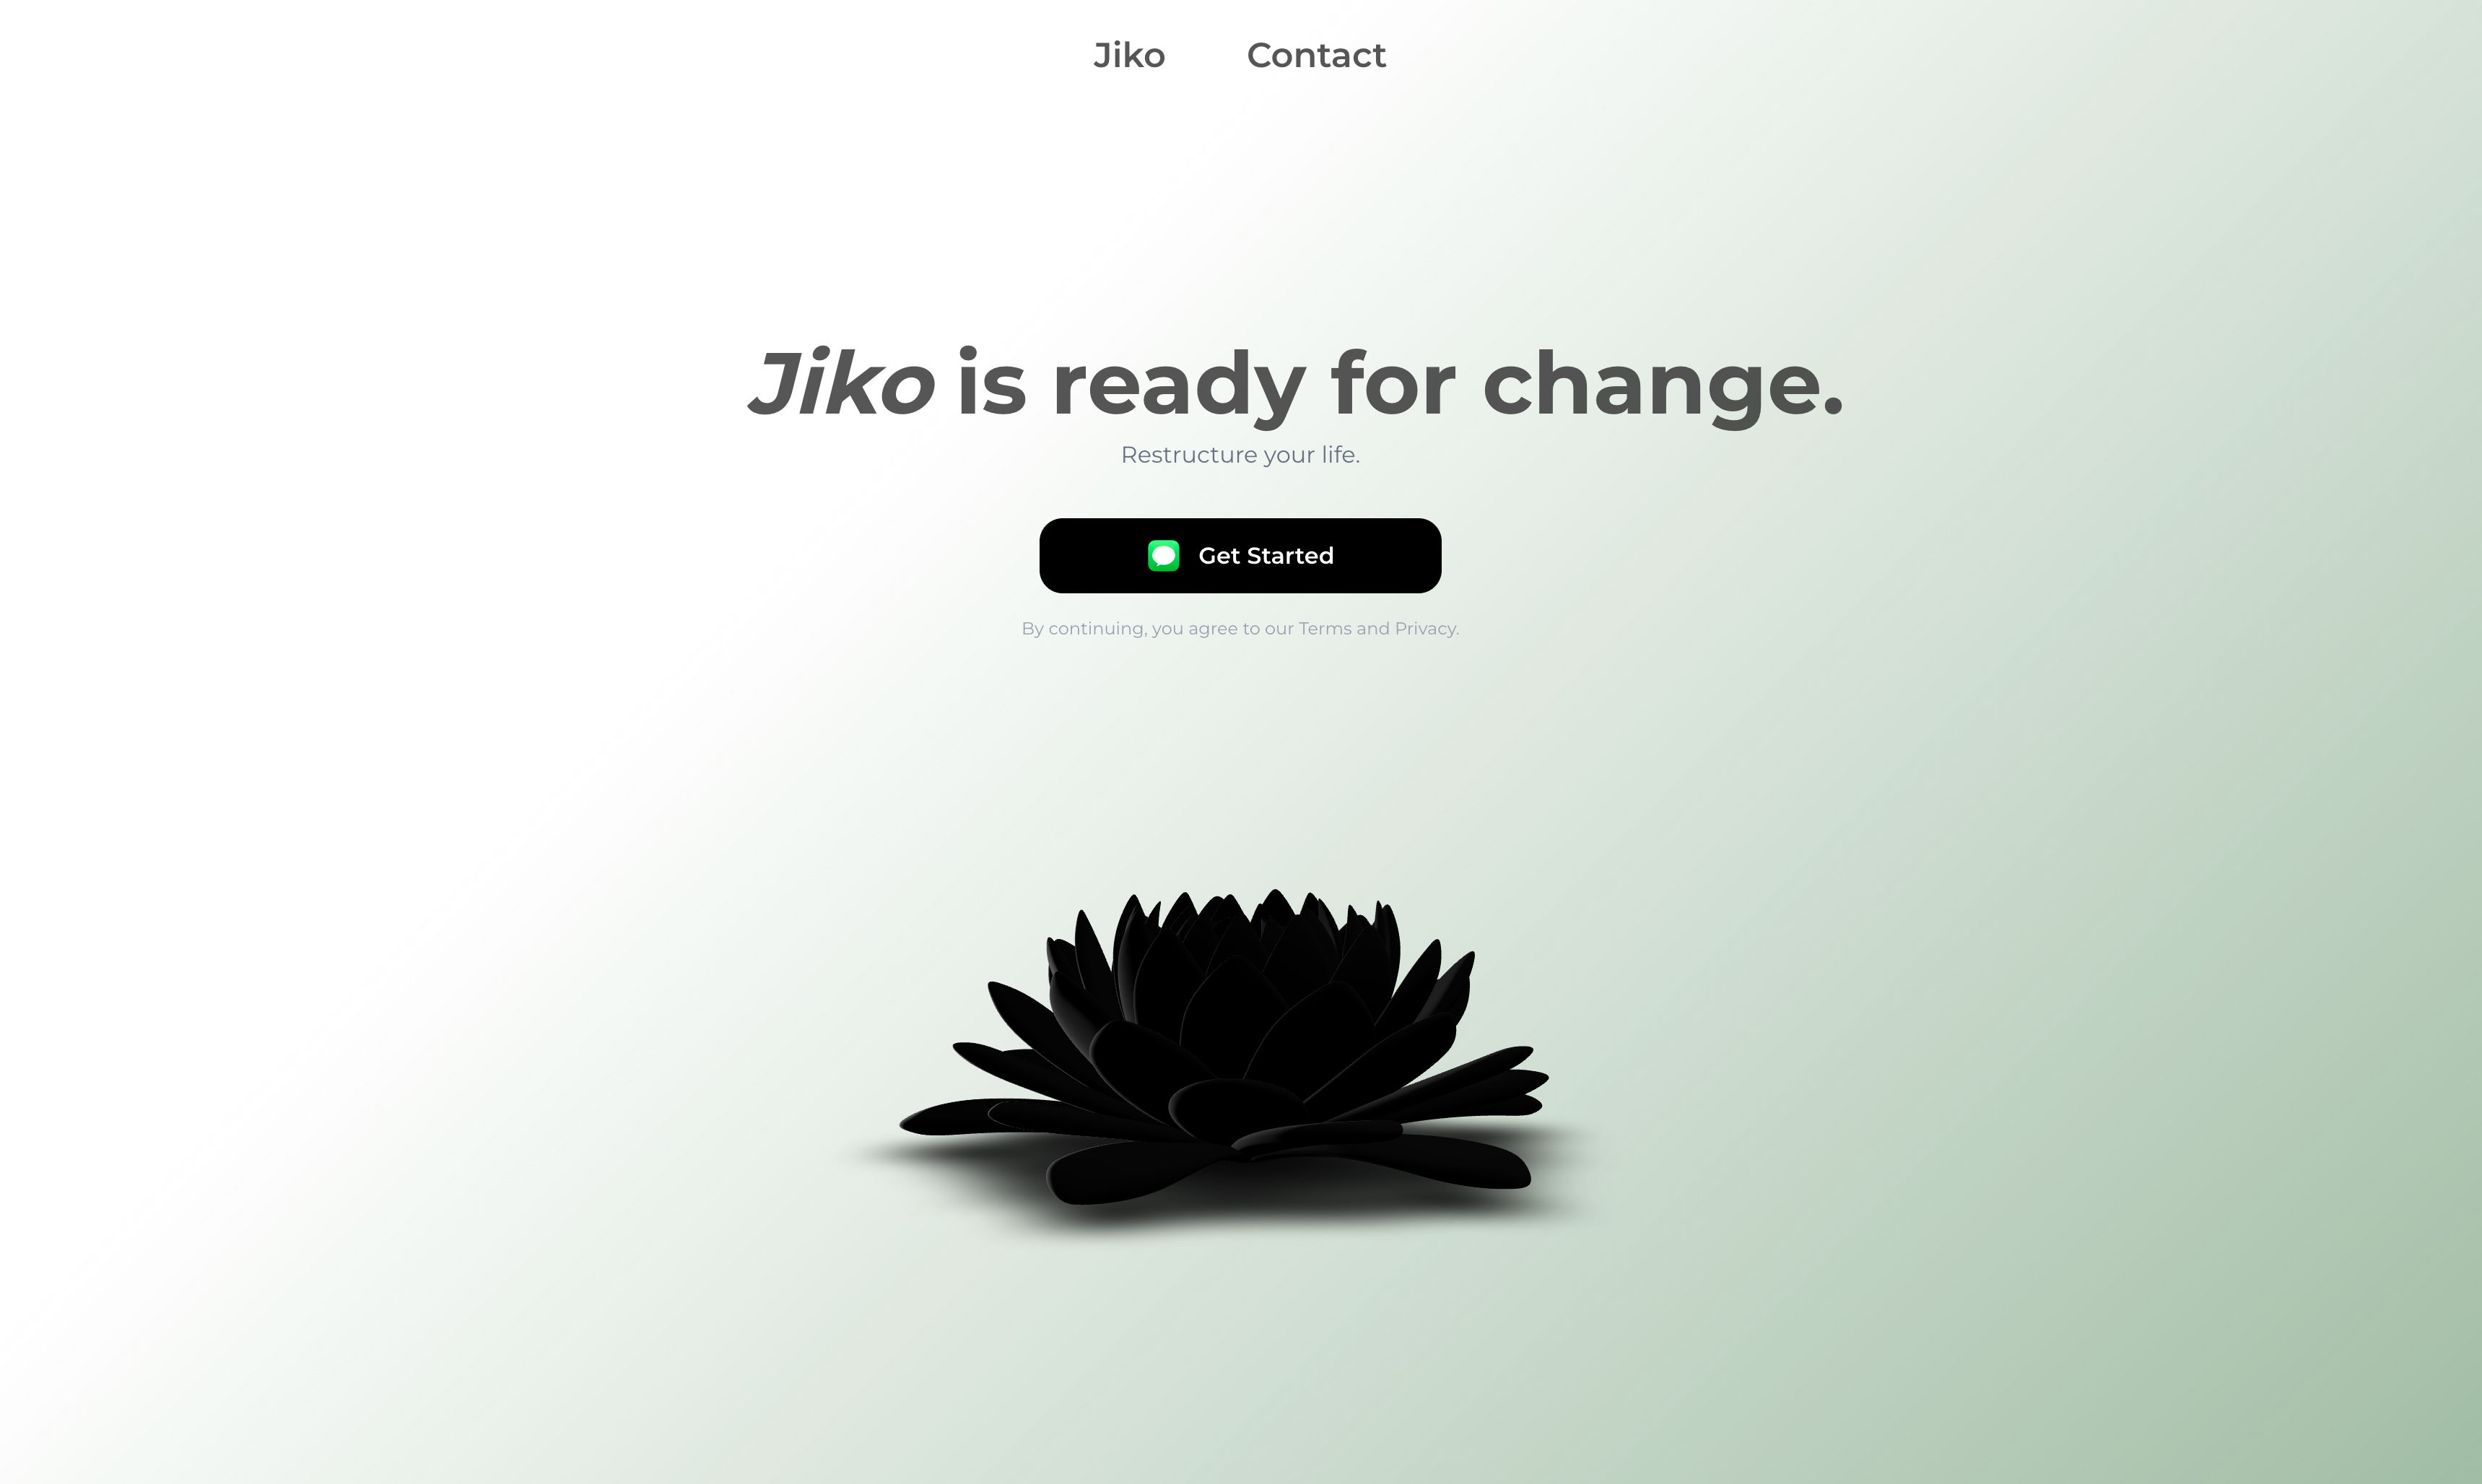 Jiko Contact
Jiko is ready for change.
Restructure your life.
Get Started
By continuing, you agree to our Terms and Privacy.